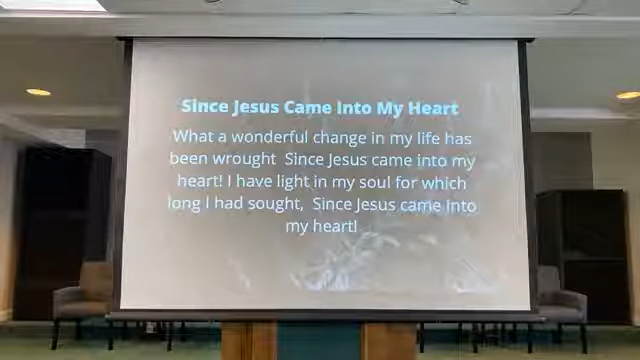 Since Jesus Came Into My Heart
What a wonderful change in my life has
been wrought  Since Jesus came into my
heart! I have light in my soul for which
long I had sought,  Since Jesus came into
my heart!